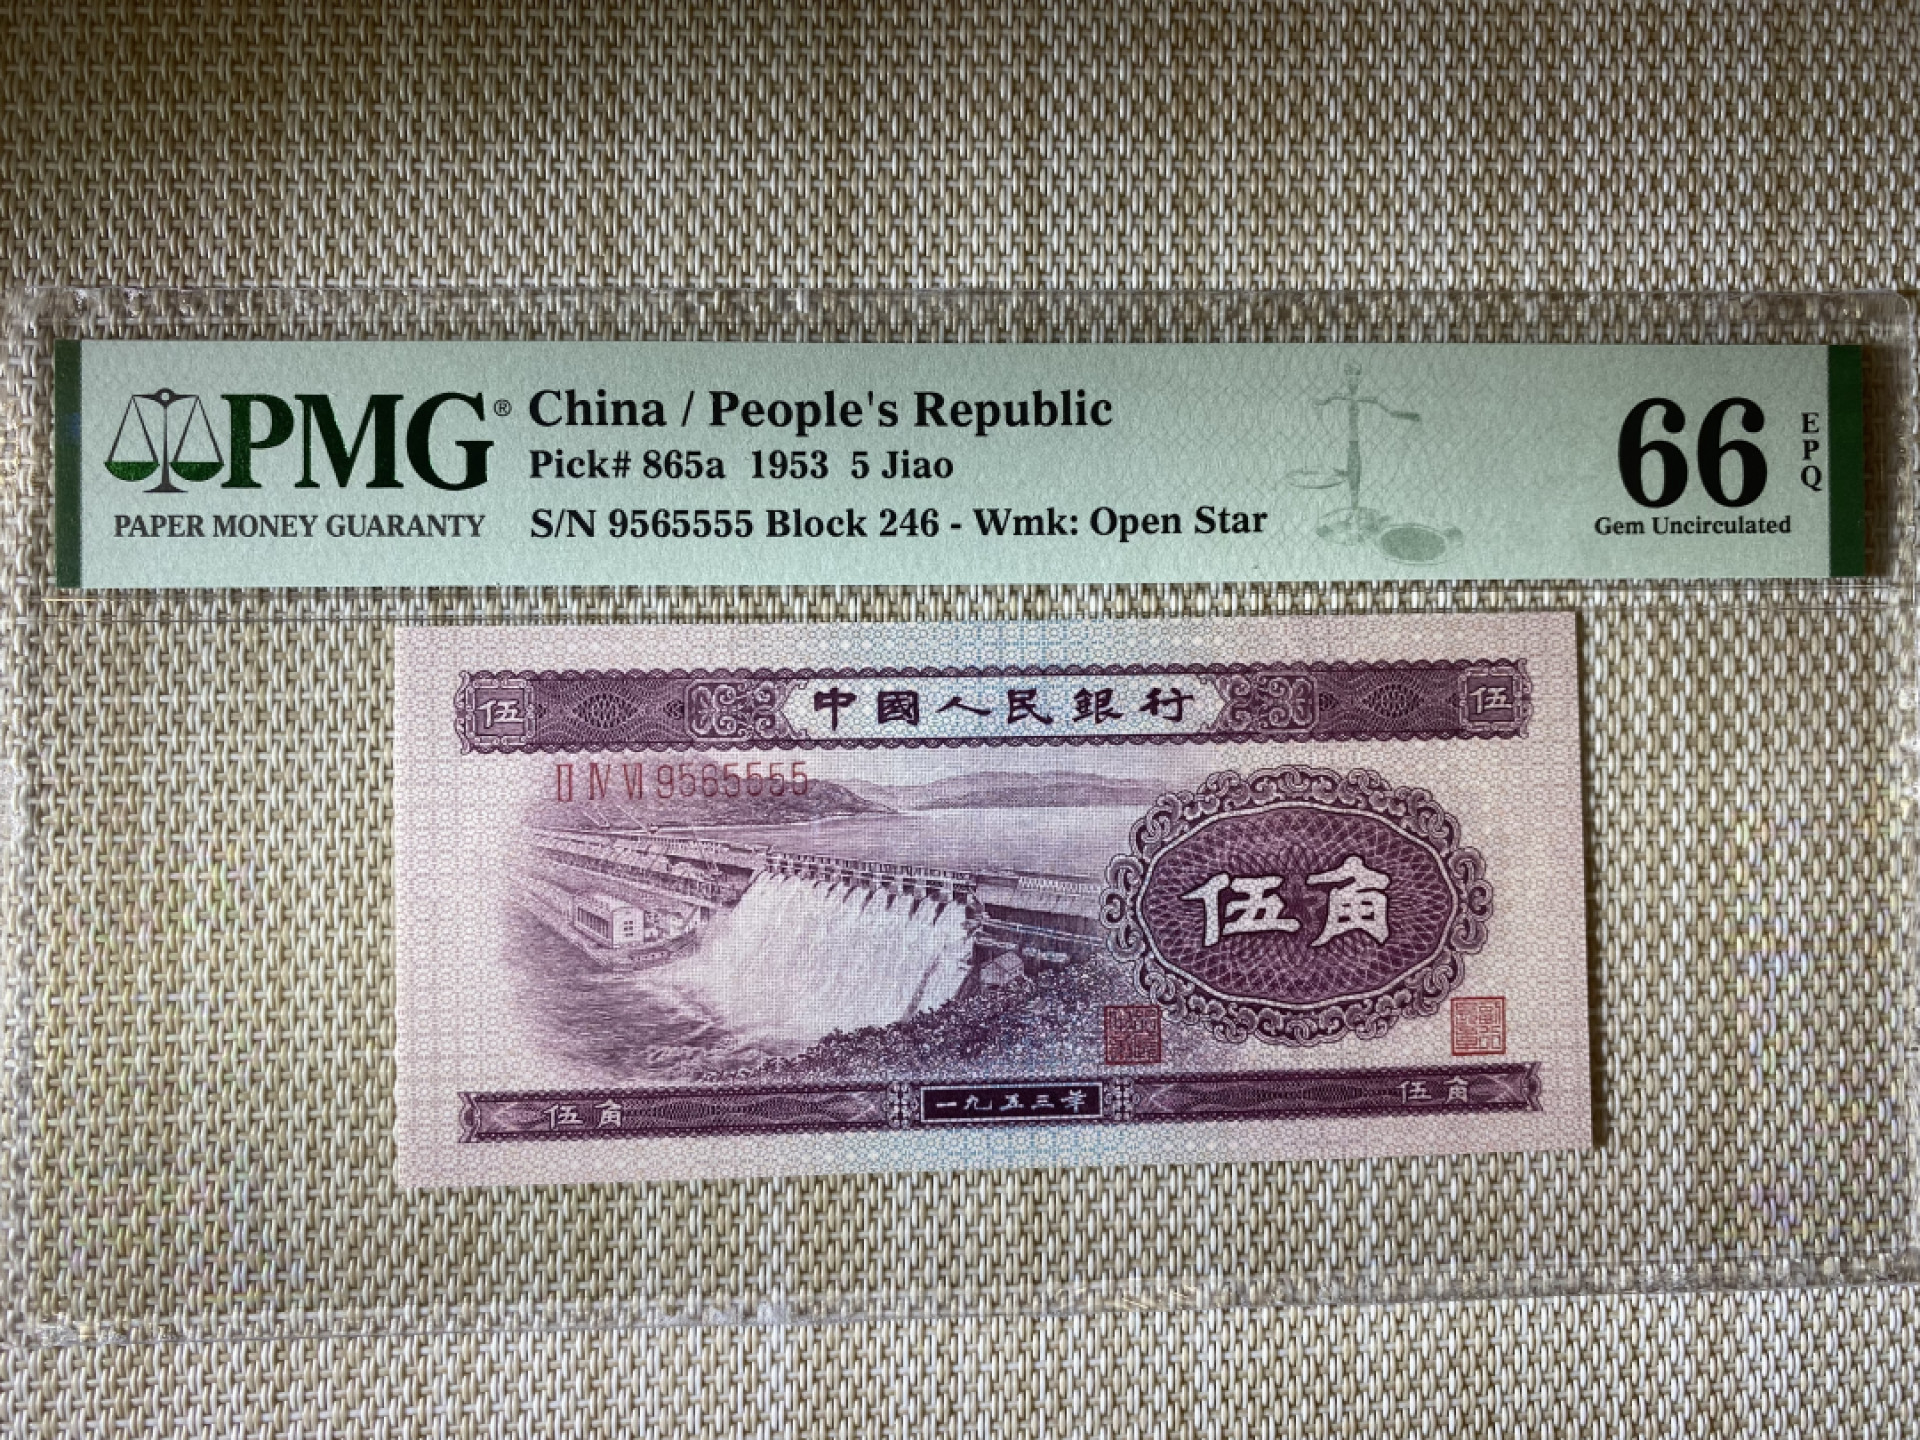 PMG®
PAPER MONEY GUARANTY
China / People's Republic
Pick# 865a 1953 5 Jiao
S/N 9565555 Block 246 - Wmk: Open Star
66
EPQ
Gem Uncirculated
伍 中國人民銀行 伍
II IV VI 9565555
伍角
伍角 一九五三年 伍角